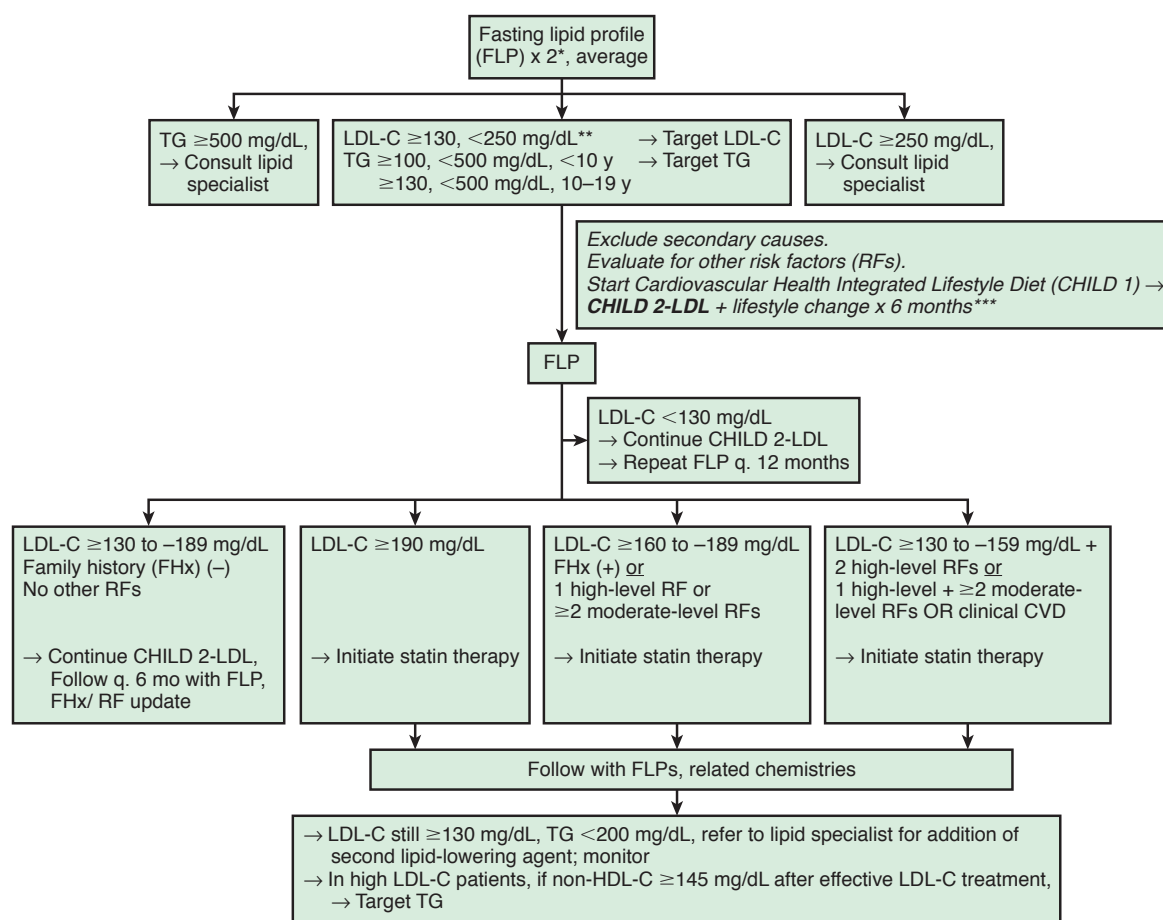 Fasting lipid profile
(FLP) x 2*, average
TG ≥500 mg/dL,
→ Consult lipid
specialist
LDL-C ≥130, <250 mg/dL** → Target LDL-C
TG ≥100, <500 mg/dL, <10 y → Target TG
≥130, <500 mg/dL, 10–19 y
LDL-C ≥250 mg/dL,
→ Consult lipid
specialist
Exclude secondary causes.
Evaluate for other risk factors (RFs).
Start Cardiovascular Health Integrated Lifestyle Diet (CHILD 1) →
CHILD 2-LDL + lifestyle change x 6 months***
FLP
LDL-C <130 mg/dL
→ Continue CHILD 2-LDL
→ Repeat FLP q. 12 months
LDL-C ≥130 to –189 mg/dL
Family history (FHx) (–)
No other RFs
→ Continue CHILD 2-LDL,
Follow q. 6 mo with FLP,
FHx/ RF update
LDL-C ≥190 mg/dL
→ Initiate statin therapy
LDL-C ≥160 to –189 mg/dL
FHx (+) or
1 high-level RF or
≥2 moderate-level RFs
→ Initiate statin therapy
LDL-C ≥130 to –159 mg/dL +
2 high-level RFs or
1 high-level + ≥2 moderate-
level RFs OR clinical CVD
→ Initiate statin therapy
Follow with FLPs, related chemistries
→ LDL-C still ≥130 mg/dL, TG <200 mg/dL, refer to lipid specialist for addition of
second lipid-lowering agent; monitor
→ In high LDL-C patients, if non-HDL-C ≥145 mg/dL after effective LDL-C treatment,
→ Target TG